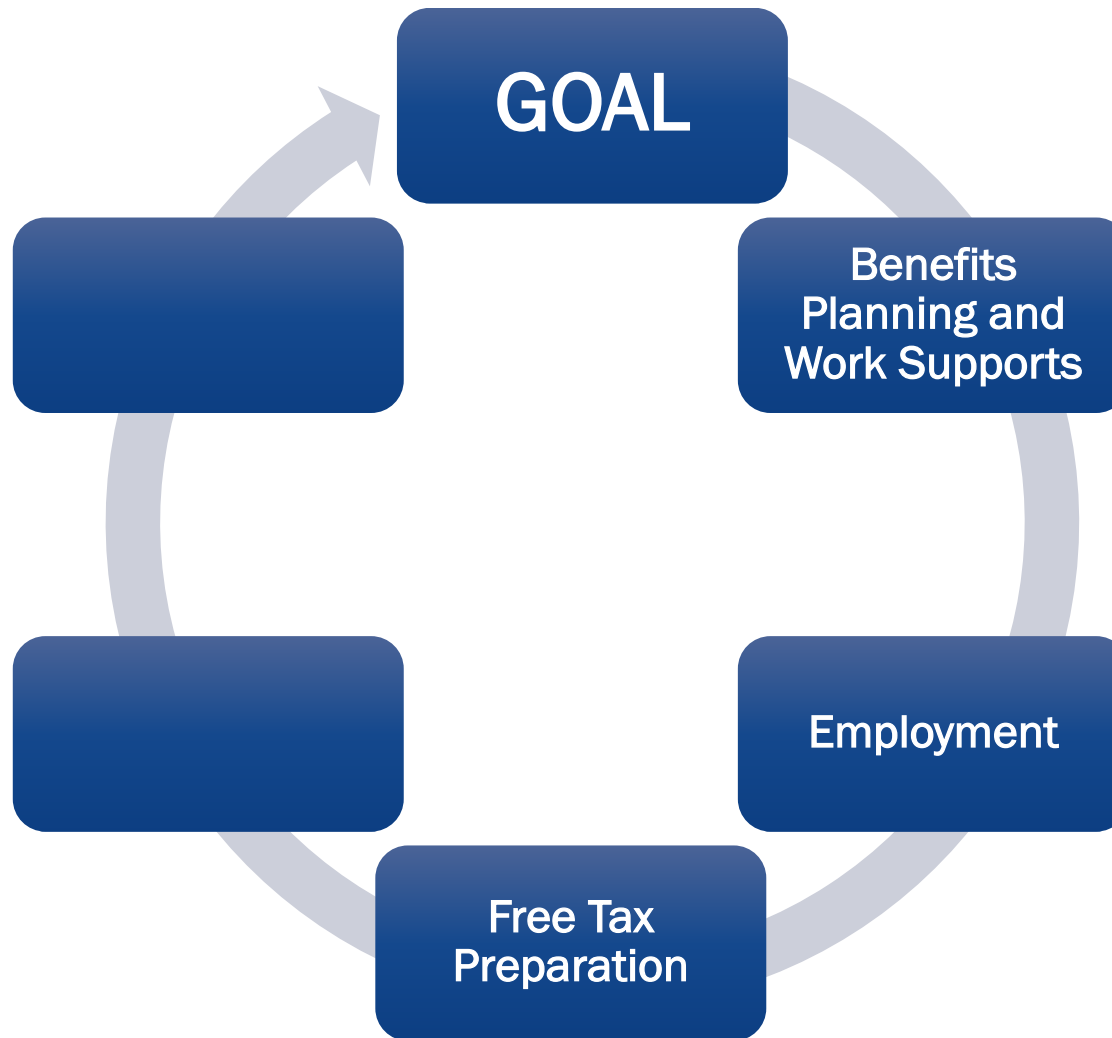 GOAL
Benefits
Planning and
Work Supports
Employment
Free Tax
Preparation